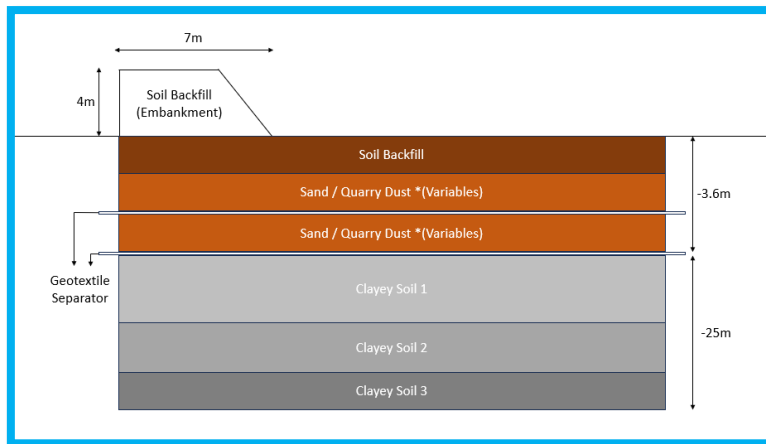 7m
4m
Soil Backfill
(Embankment)
Soil Backfill
Sand / Quarry Dust *(Variables)
-3.6m
Sand / Quarry Dust *(Variables)
Geotextile
Separator
Clayey Soil 1
-25m
Clayey Soil 2
Clayey Soil 3